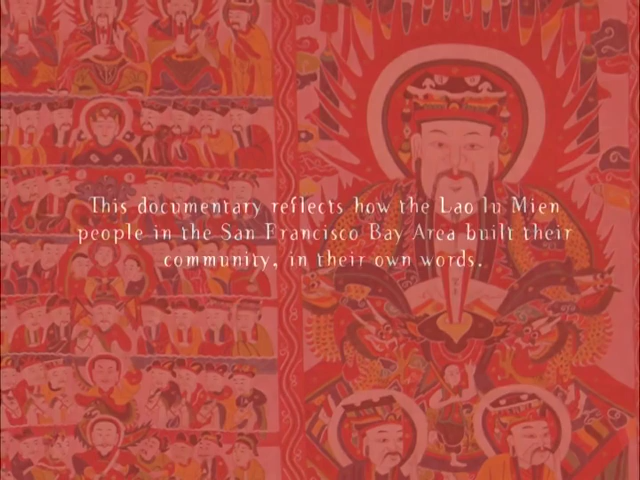 This documentary reflects how the Lao Iu Mien
people in the San Francisco Bay Area built their
community, in their own words.